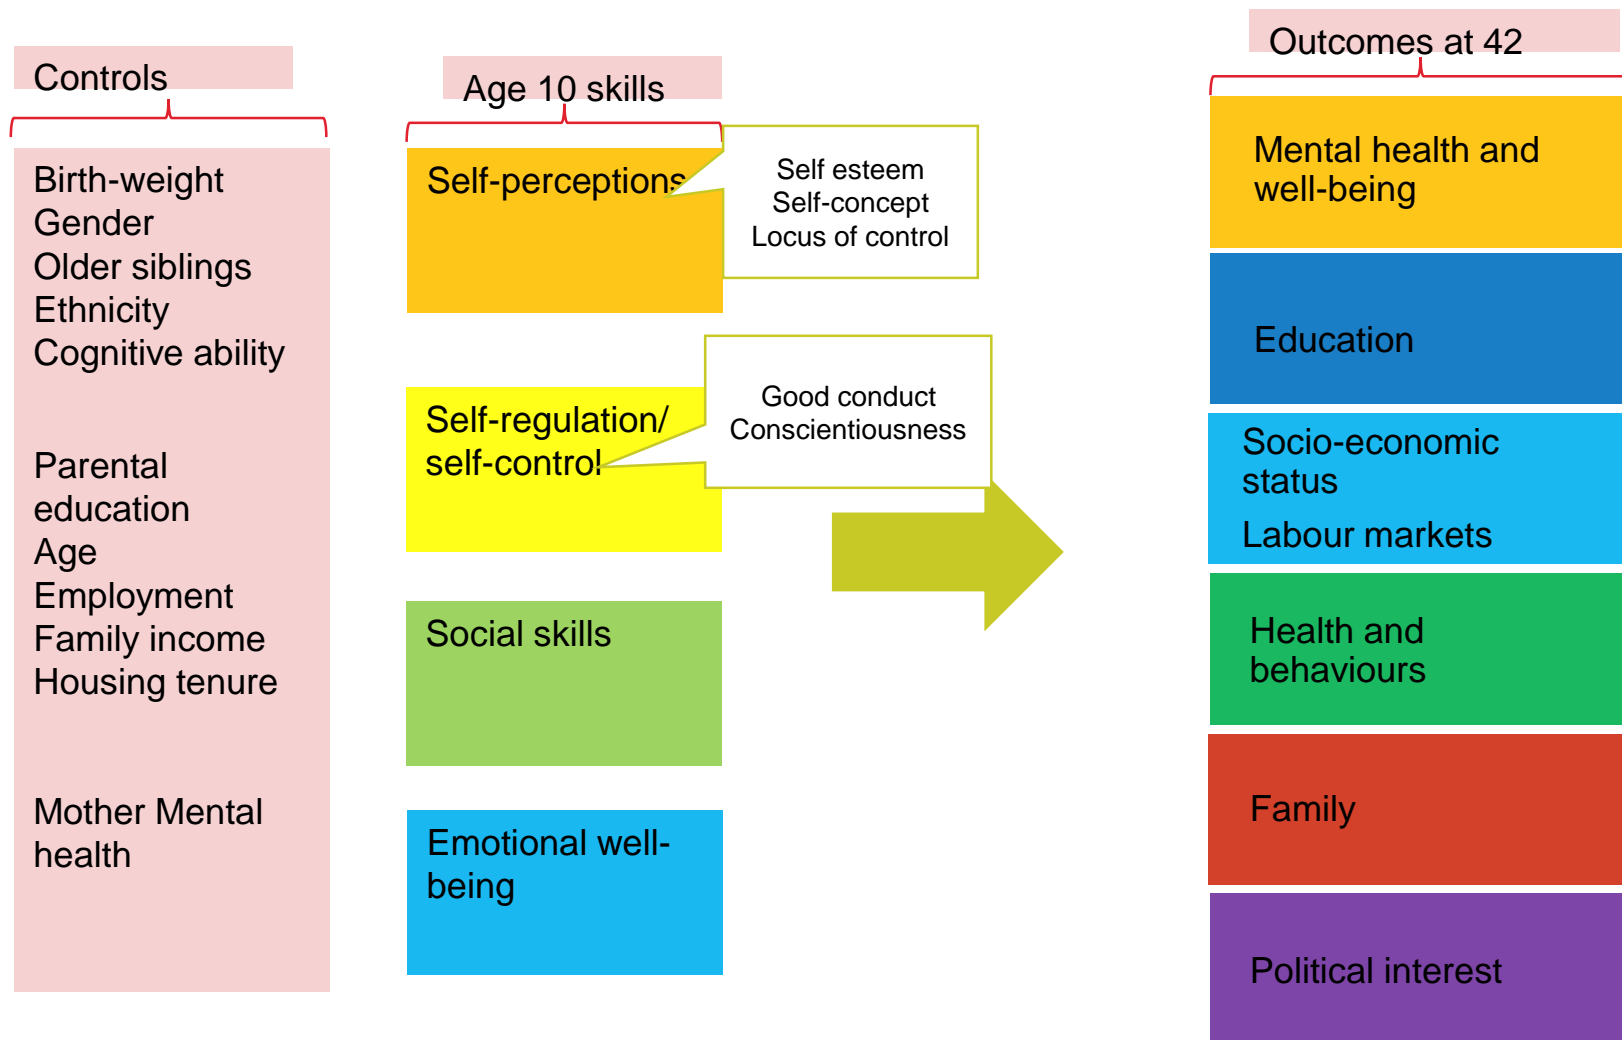 Controls
Birth-weight
Gender
Older siblings
Ethnicity
Cognitive ability
Parental
education
Age
Employment
Family income
Housing tenure
Mother Mental
health
Age 10 skills
Self-perceptions
Self esteem
Self-concept
Locus of control
Self-regulation/
self-control
Good conduct
Conscientiousness
Social skills
Emotional well-
being
Outcomes at 42
Mental health and
well-being
Education
Socio-economic
status
Labour markets
Health and
behaviours
Family
Political interest